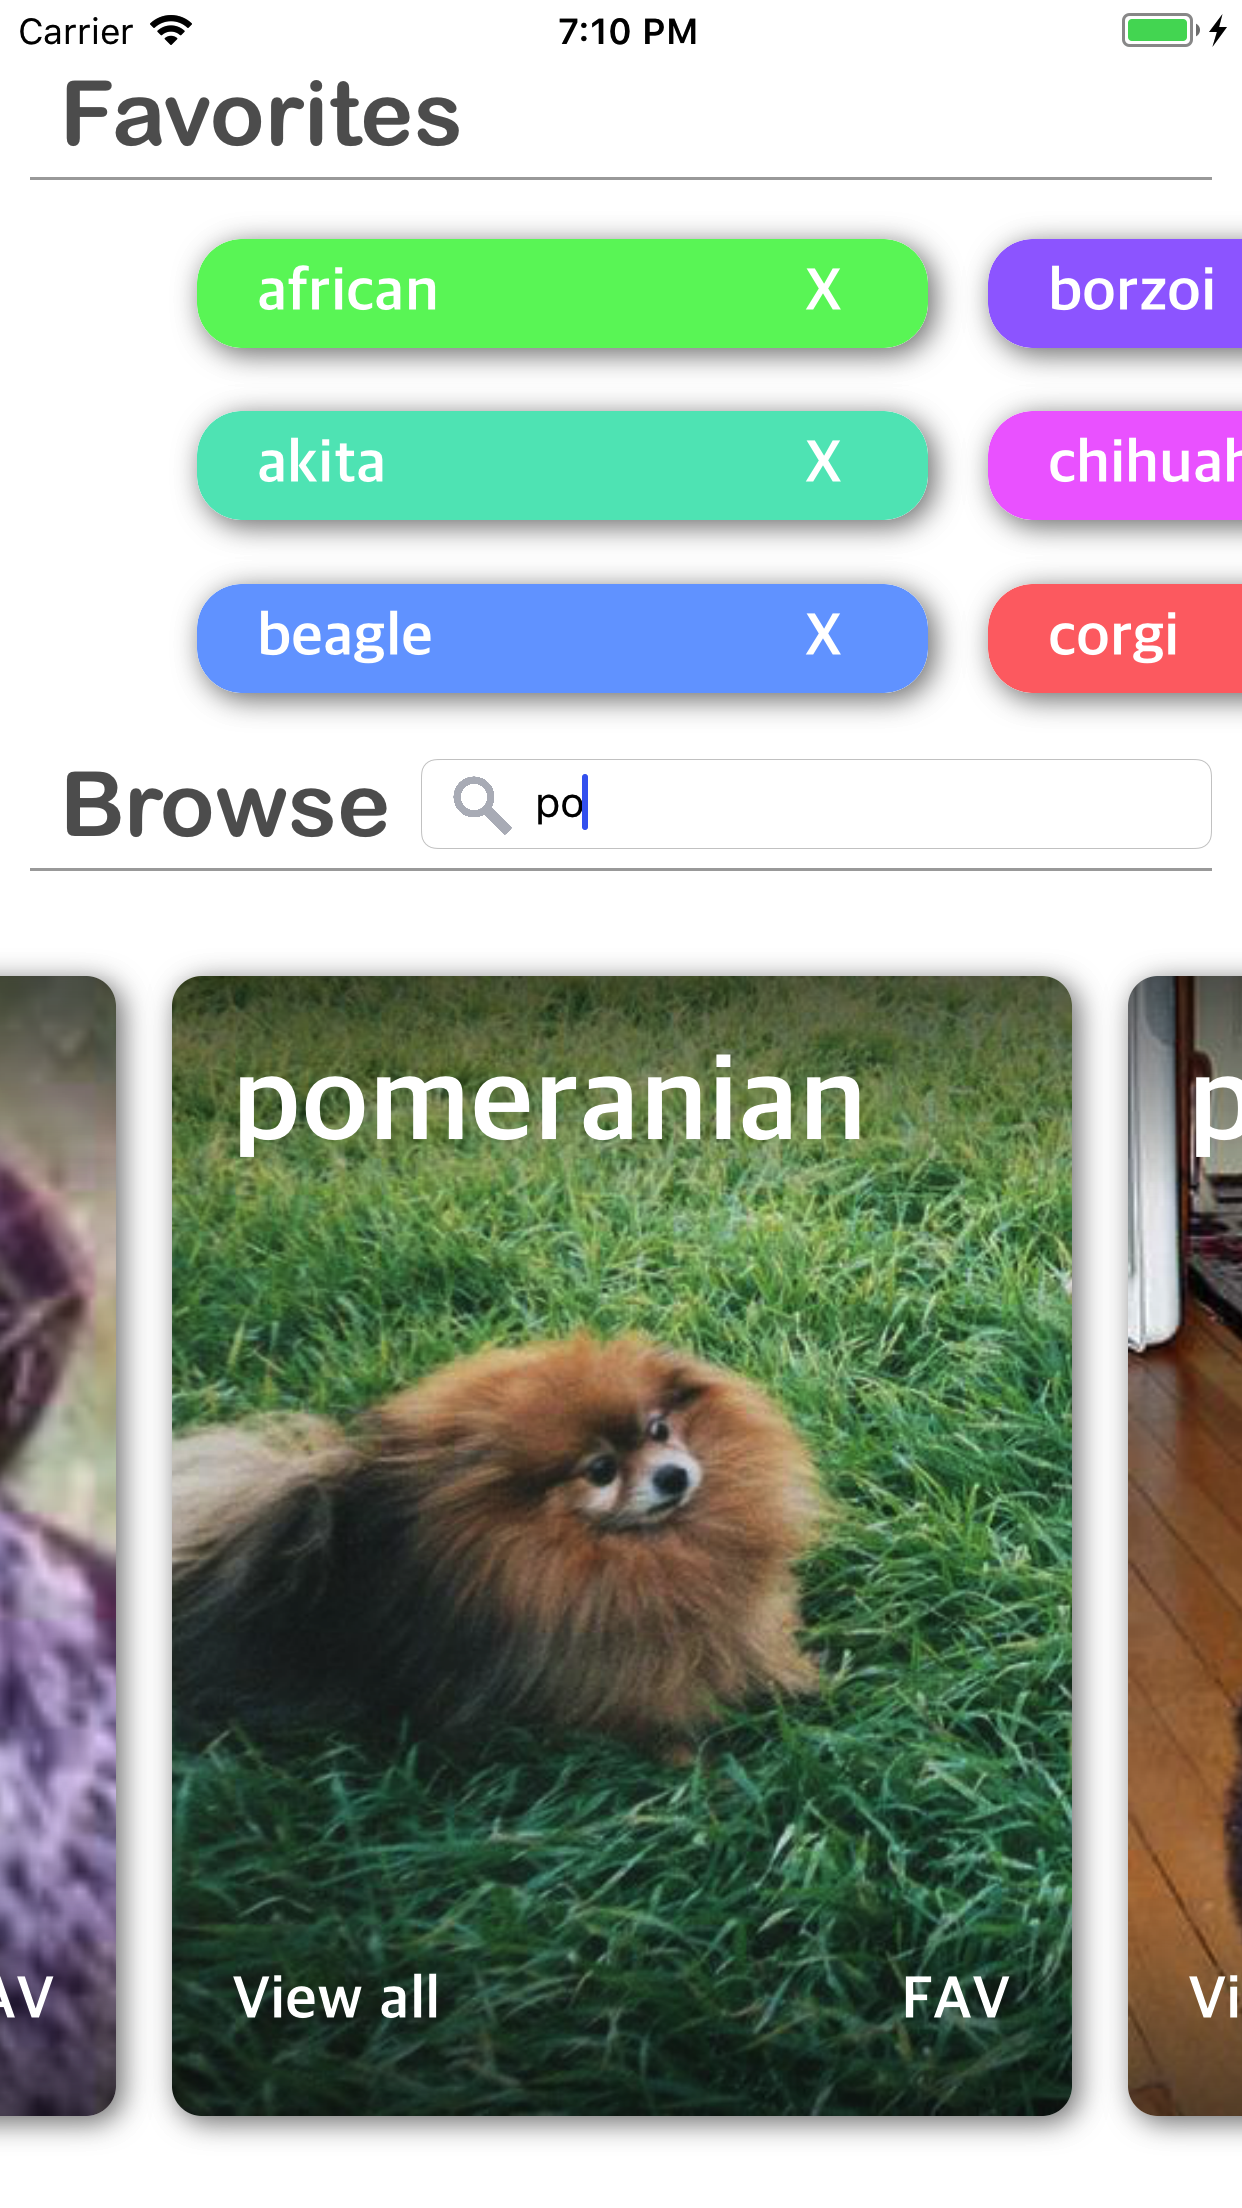 Carrier 7:10 PM
Favorites
african X borzoi
akita X chihuah
beagle X corgi
Browse po
pomeranian p
AV View all FAV Vi